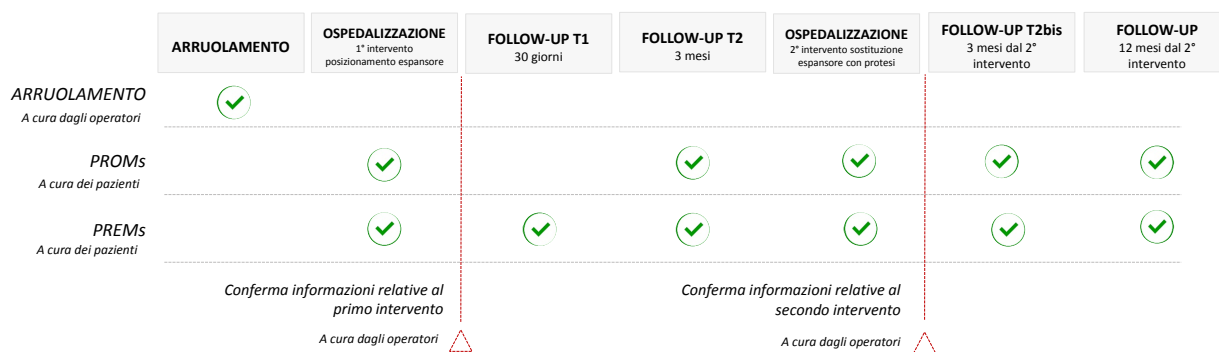 ARRUOLAMENTO
OSPEDALIZZAZIONE
1° intervento
posizionamento espansore
FOLLOW-UP T1
30 giorni
FOLLOW-UP T2
3 mesi
OSPEDALIZZAZIONE
2° intervento sostituzione
espansore con protesi
FOLLOW-UP T2bis
3 mesi dal 2°
intervento
FOLLOW-UP
12 mesi dal 2°
intervento
ARRUOLAMENTO
A cura dagli operatori
PROMs
A cura dei pazienti
PREMs
A cura dei pazienti
Conferma informazioni relative al
primo intervento
A cura dagli operatori
Conferma informazioni relative al
secondo intervento
A cura dagli operatori